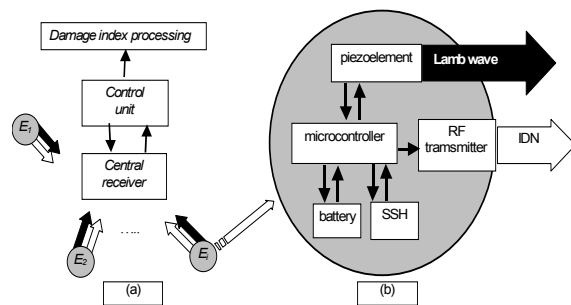 Damage index processing
Control
unit
E1
Central
receiver
E2
.....
Ei
(a)
piezoelement
Lamb wave
microcontroller
RF
transmitter
IDN
battery
SSH
(b)